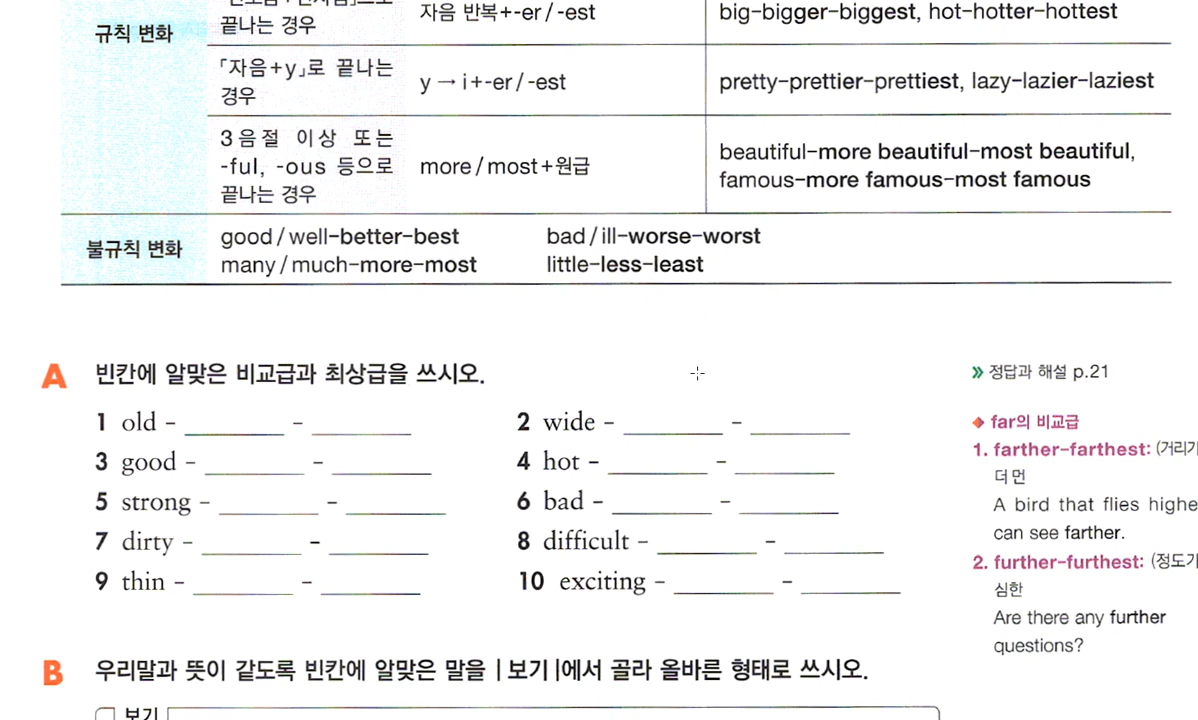 끝나는 경우
자음 반복+-er / -est
big-bigger-biggest, hot-hotter-hottest
규칙 변화
「자음+y」로 끝나는
경우
y → i+-er / -est
pretty-prettier-prettiest, lazy-lazier-laziest
3음절 이상 또는
-ful, -ous 등으로
끝나는 경우
more / most+원급
beautiful-more beautiful-most beautiful,
famous-more famous-most famous
불규칙 변화
good / well-better-best
bad / ill-worse-worst
many / much-more-most
little-less-least
A 빈칸에 알맞은 비교급과 최상급을 쓰시오.
1 old - ________ - ________
2 wide - ________ - ________
3 good - ________ - ________
4 hot - ________ - ________
5 strong - ________ - ________
6 bad - ________ - ________
7 dirty - ________ - ________
8 difficult - ________ - ________
9 thin - ________ - ________
10 exciting - ________ - ________
» 정답과 해설 p.21
◆ far의 비교급
1. farther-farthest: (거리가
더 먼
A bird that flies highe
can see farther.
2. further-furthest: (정도가
심한
Are there any further
questions?
B 우리말과 뜻이 같도록 빈칸에 알맞은 말을 |보기|에서 골라 올바른 형태로 쓰시오.
보기